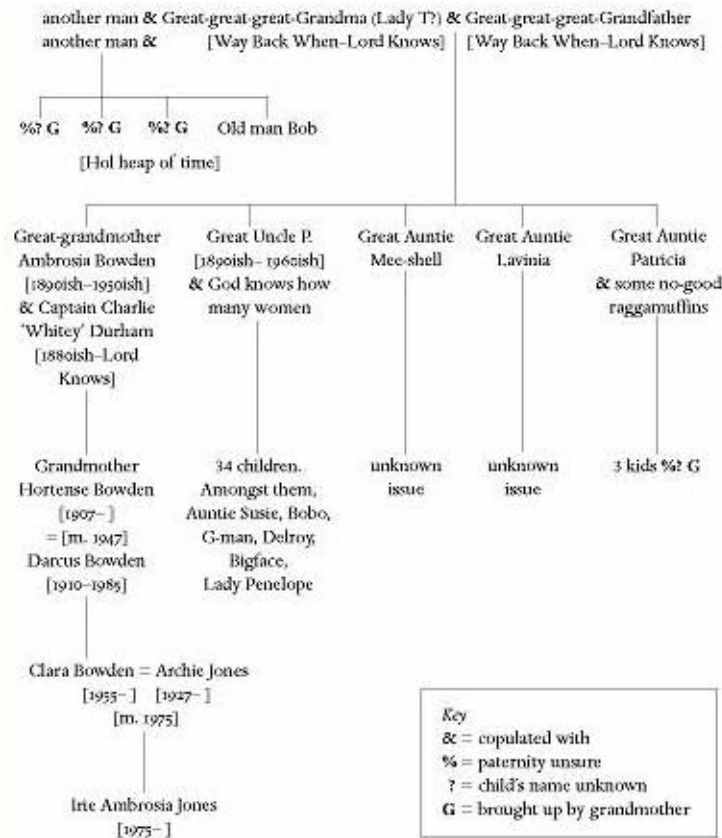 another man & Great-great-great-Grandma (Lady T?) & Great-great-great-Grandfather
another man & [Way Back When–Lord Knows] [Way Back When–Lord Knows]
%? G %? G %? G Old man Bob
[Hol heap of time]
Great-grandmother
Ambrosia Bowden
[1890ish–1950ish]
& Captain Charlie
'Whitey' Durham
[1880ish–Lord
Knows]
Great Uncle P.
[1890ish–1960ish]
& God knows how
many women
Great Auntie
Mee-shell
Great Auntie
Lavinia
Great Auntie
Patricia
& some no-good
raggamuffins
Grandmother
Hortense Bowden
[1907–]
= [m. 1947]
Darcus Bowden
[1910–1985]
34 children.
Amongst them,
Auntie Susie, Bobo,
G-man, Delroy,
Bigface,
Lady Penelope
unknown
issue
unknown
issue
3 kids %? G
Clara Bowden = Archie Jones
[1955–] [1927–]
[m. 1975]
Irie Ambrosia Jones
[1975–]
Key
& = copulated with
% = paternity unsure
? = child's name unknown
G = brought up by grandmother